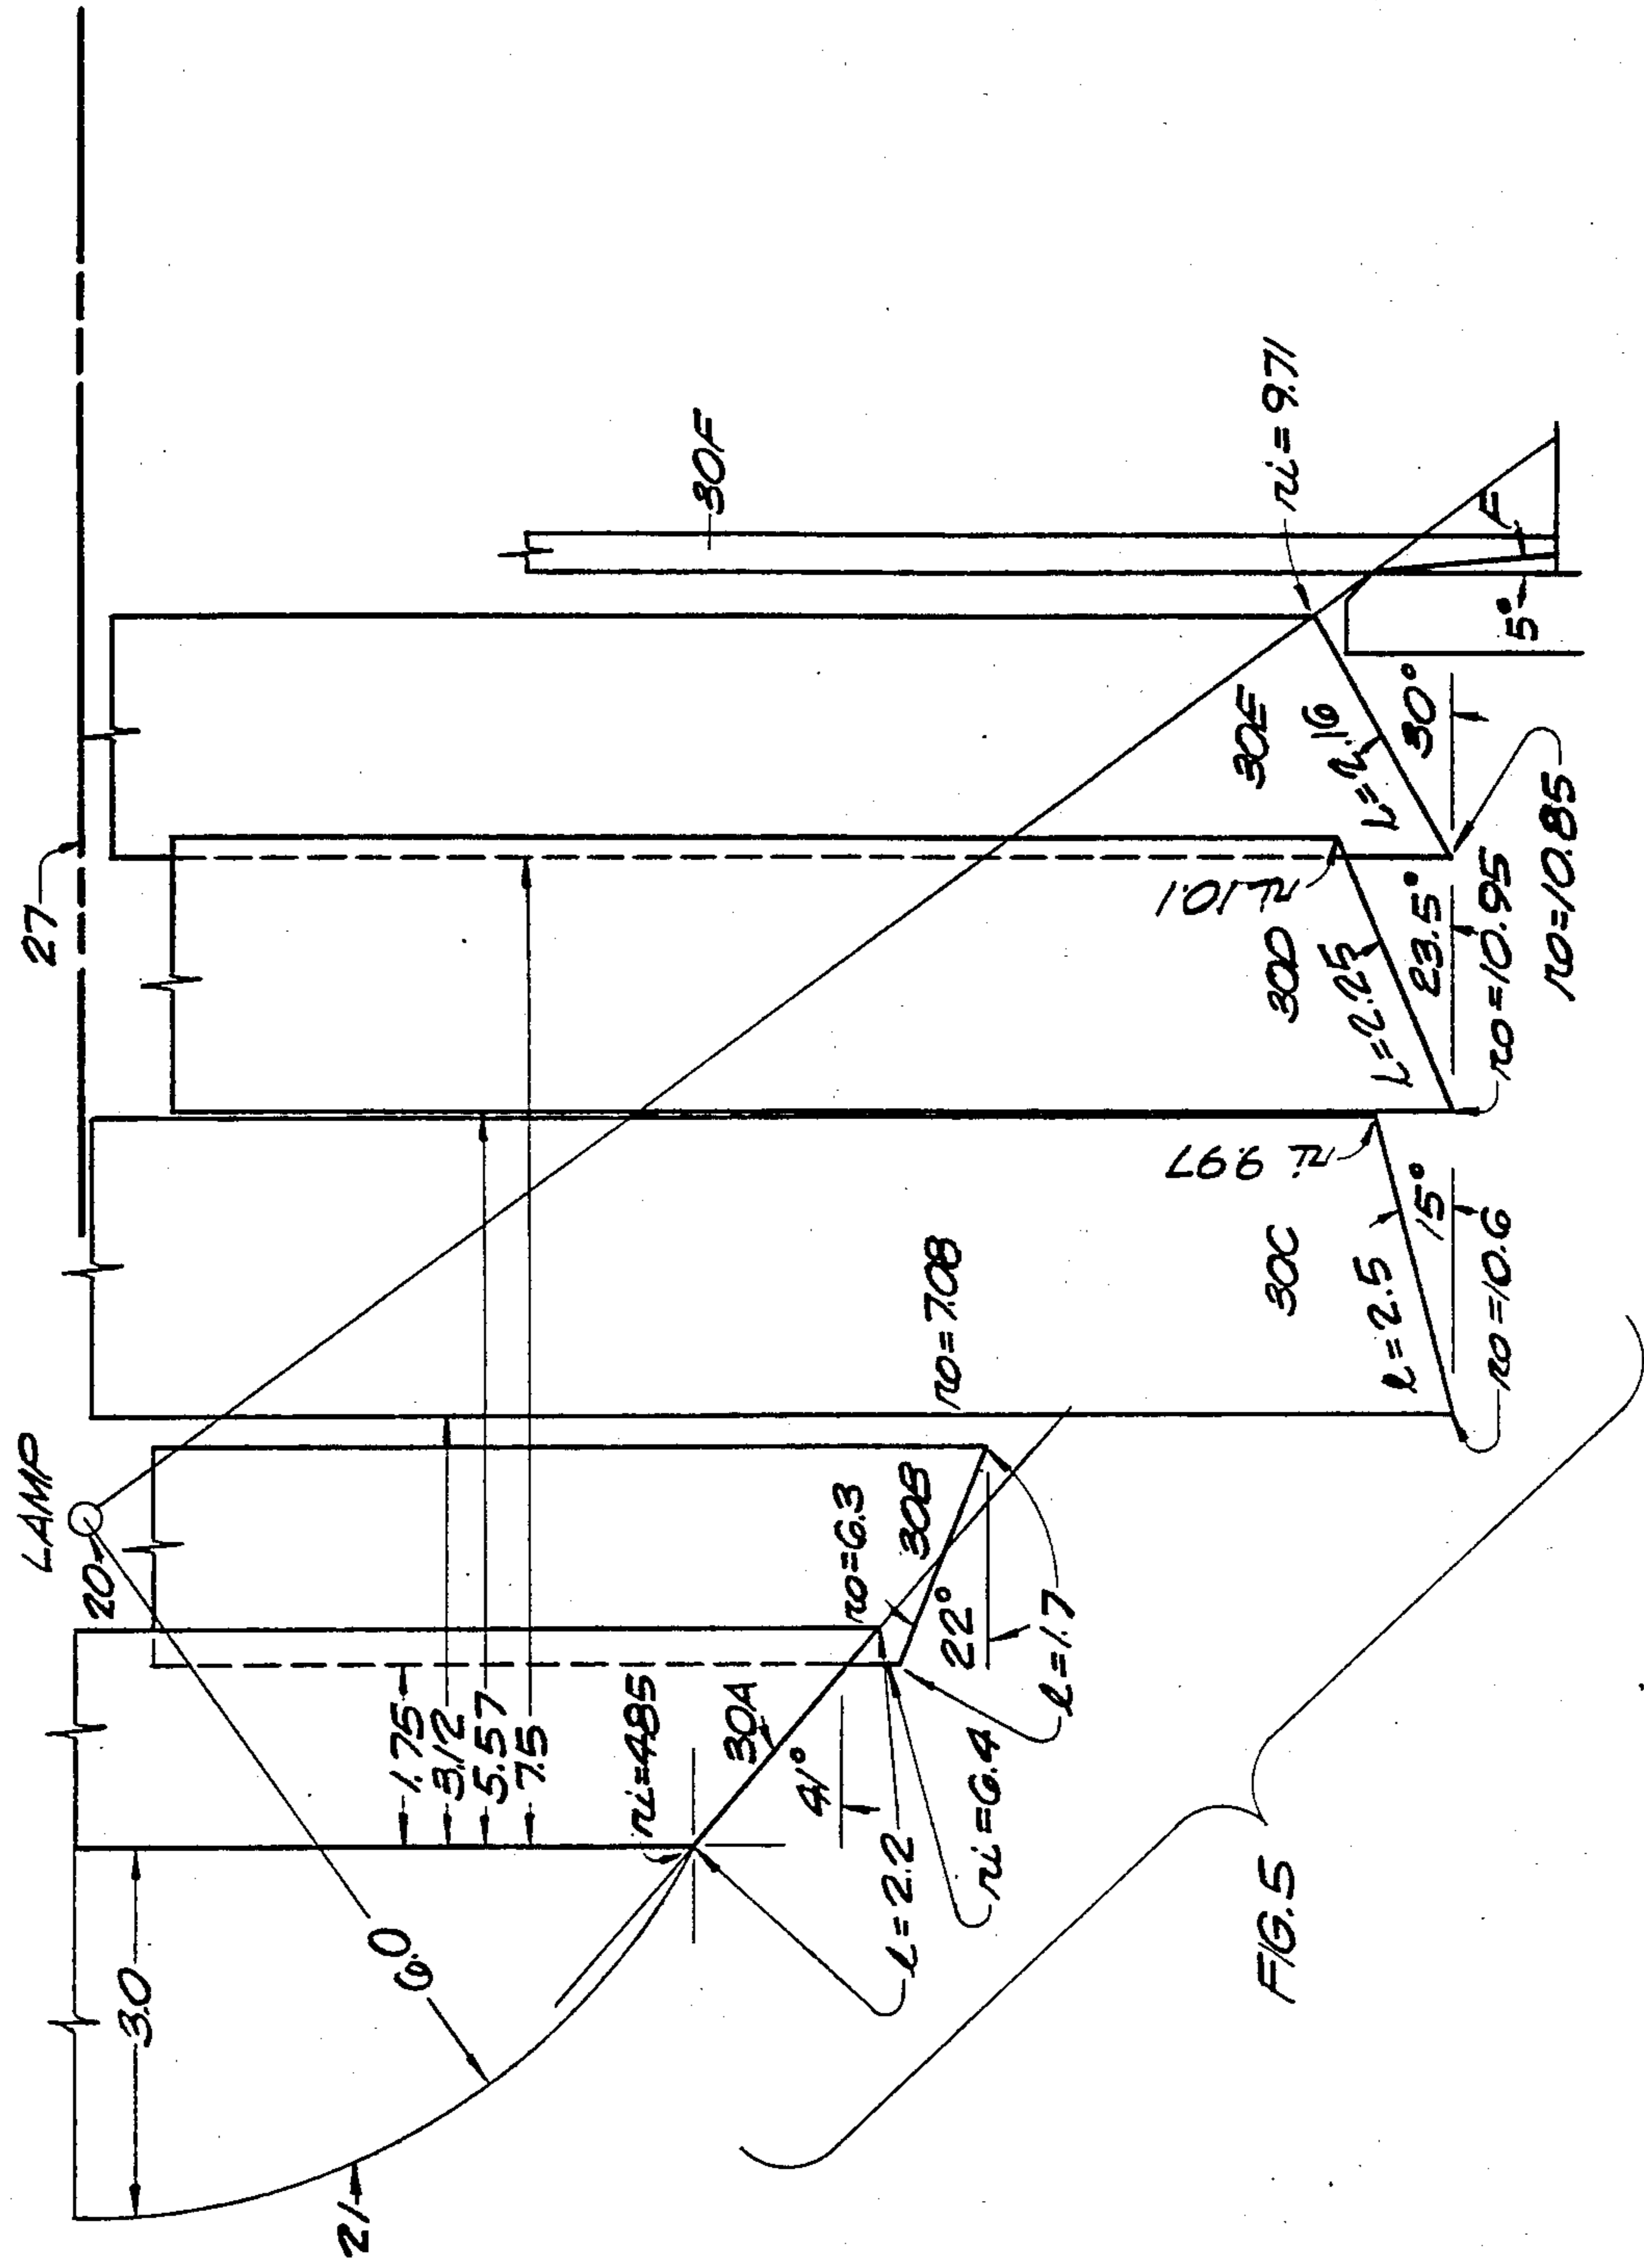 27
LAMP
20
3.0
6.0
21
1.75
3.12
5.57
7.5
ri=485
30A
41°
l=2.2
ri=6.4
ro=6.3
30B
22°
l=1.7
ro=7.08
30C
l=2.5
15°
ro=10.6
ri 9.97
30D
L=2.25
23.5°
ro=10.95
ri 10.1
30E
L=2.16
30°
ro=10.85
ri=9.71
30F
F
5°
FIG.5